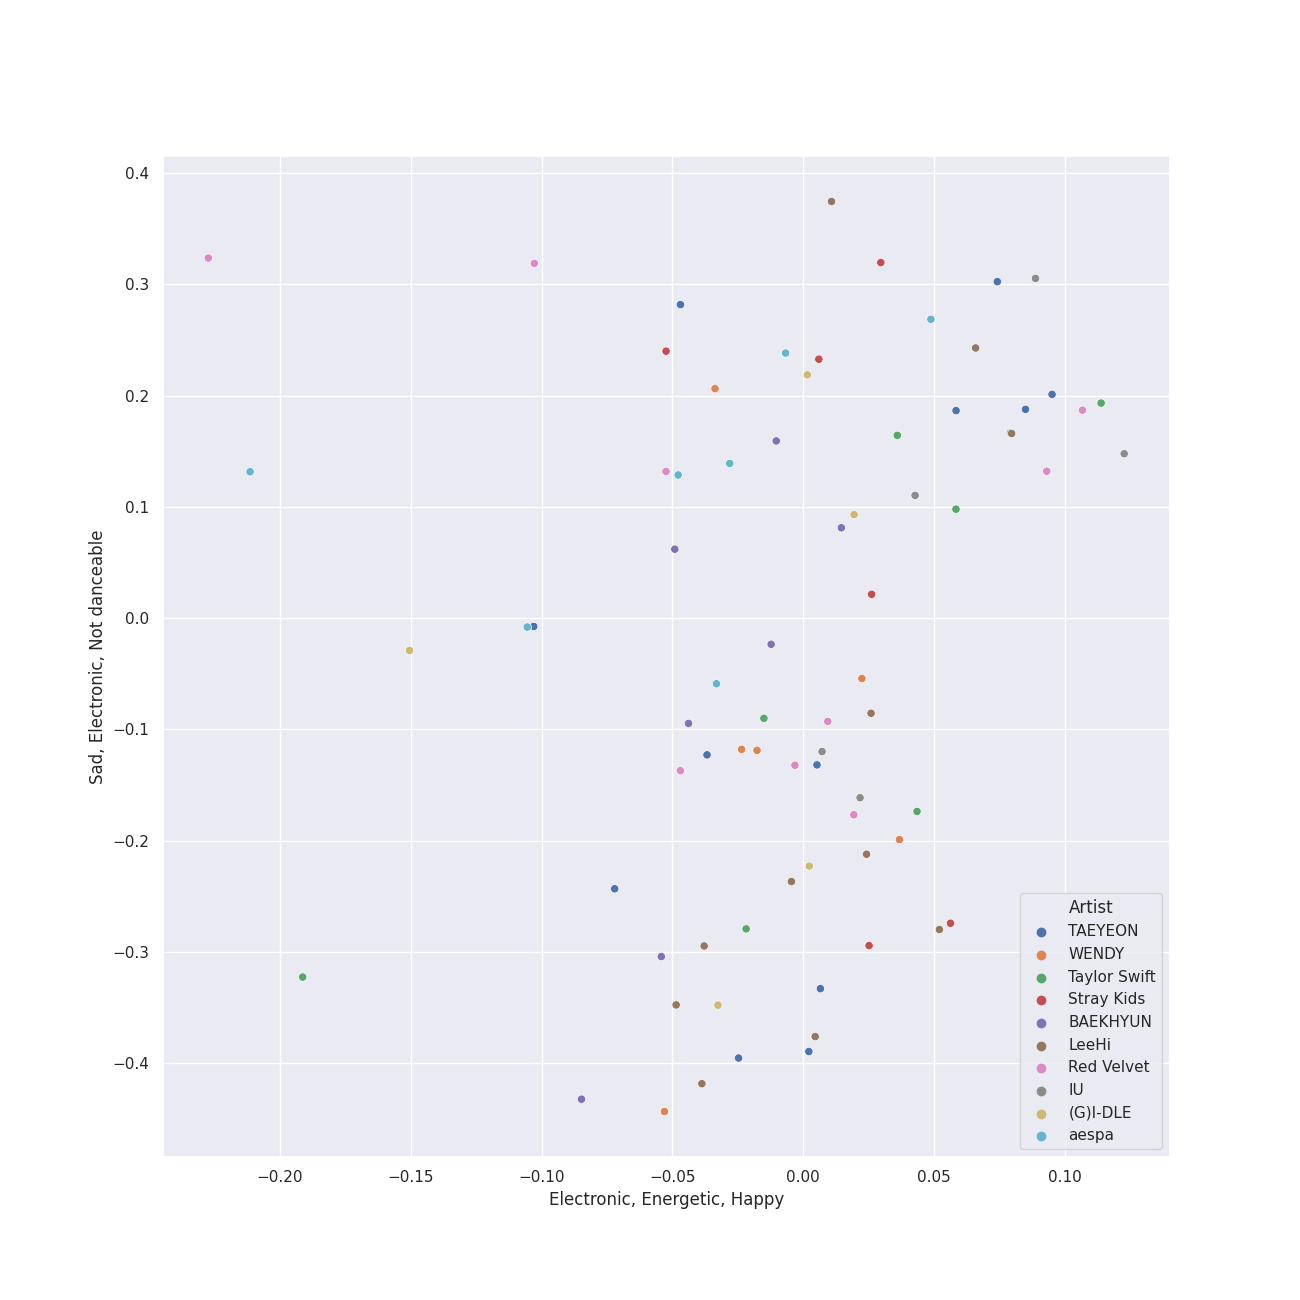 0.4
0.3
0.2
0.1
0.0
−0.1
−0.2
−0.3
−0.4
Sad, Electronic, Not danceable
−0.20
−0.15
−0.10
−0.05
0.00
0.05
0.10
Electronic, Energetic, Happy
Artist
TAEYEON
WENDY
Taylor Swift
Stray Kids
BAEKHYUN
LeeHi
Red Velvet
IU
(G)I-DLE
aespa